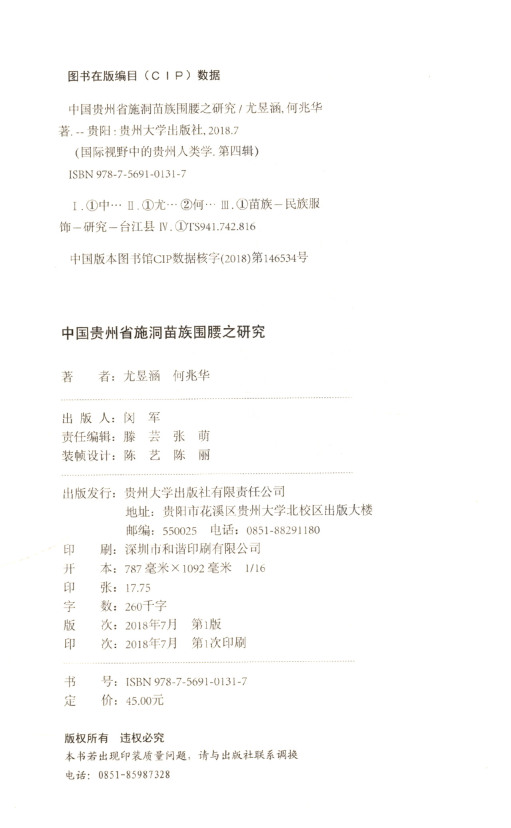 图书在版编目(CIP)数据
中国贵州省施洞苗族围腰之研究/尤昱涵,何兆华
著.--贵阳:贵州大学出版社,2018.7
(国际视野中的贵州人类学.第四辑)
ISBN 978-7-5691-0131-7
Ⅰ.①中… Ⅱ.①尤…②何… Ⅲ.①苗族－民族服
饰－研究－台江县 Ⅳ.①TS941.742.816
中国版本图书馆CIP数据核字(2018)第146534号
中国贵州省施洞苗族围腰之研究
著 者：尤昱涵 何兆华
出 版 人：闵 军
责任编辑：滕 芸 张 萌
装帧设计：陈 艺 陈 丽
出版发行：贵州大学出版社有限责任公司
地址：贵阳市花溪区贵州大学北校区出版大楼
邮编：550025 电话：0851-88291180
印 刷：深圳市和谐印刷有限公司
开 本：787 毫米×1092 毫米 1/16
印 张：17.75
字 数：260千字
版 次：2018年7月 第1版
印 次：2018年7月 第1次印刷
书 号：ISBN 978-7-5691-0131-7
定 价：45.00元
版权所有 违权必究
本书若出现印装质量问题，请与出版社联系调换
电话：0851-85987328